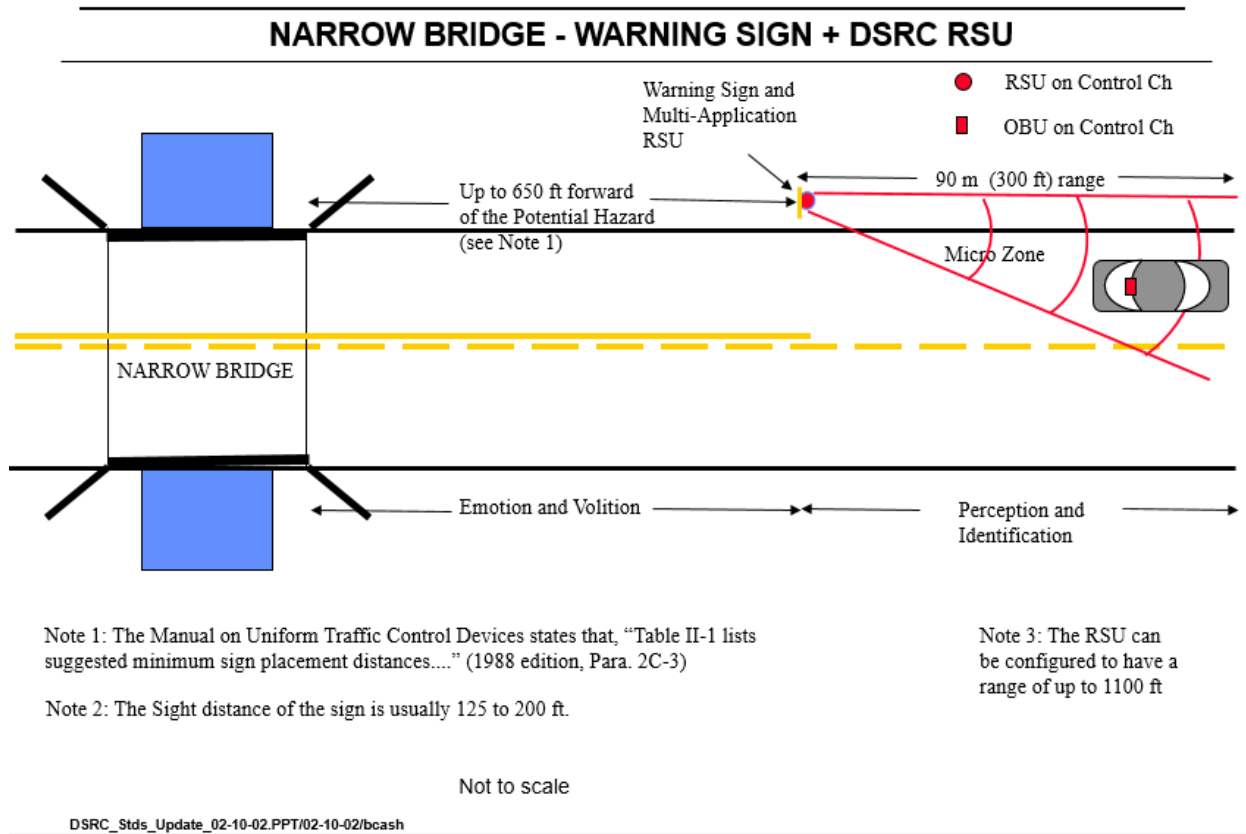 NARROW BRIDGE - WARNING SIGN + DSRC RSU
RSU on Control Ch
OBU on Control Ch
Warning Sign and
Multi-Application
RSU
90 m (300 ft) range
Up to 650 ft forward
of the Potential Hazard
(see Note 1)
Micro Zone
NARROW BRIDGE
Emotion and Volition
Perception and
Identification
Note 1: The Manual on Uniform Traffic Control Devices states that, “Table II-1 lists
suggested minimum sign placement distances....” (1988 edition, Para. 2C-3)
Note 2: The Sight distance of the sign is usually 125 to 200 ft.
Note 3: The RSU can
be configured to have a
range of up to 1100 ft
Not to scale
DSRC_Stds_Update_02-10-02.PPT/02-10-02/bcash